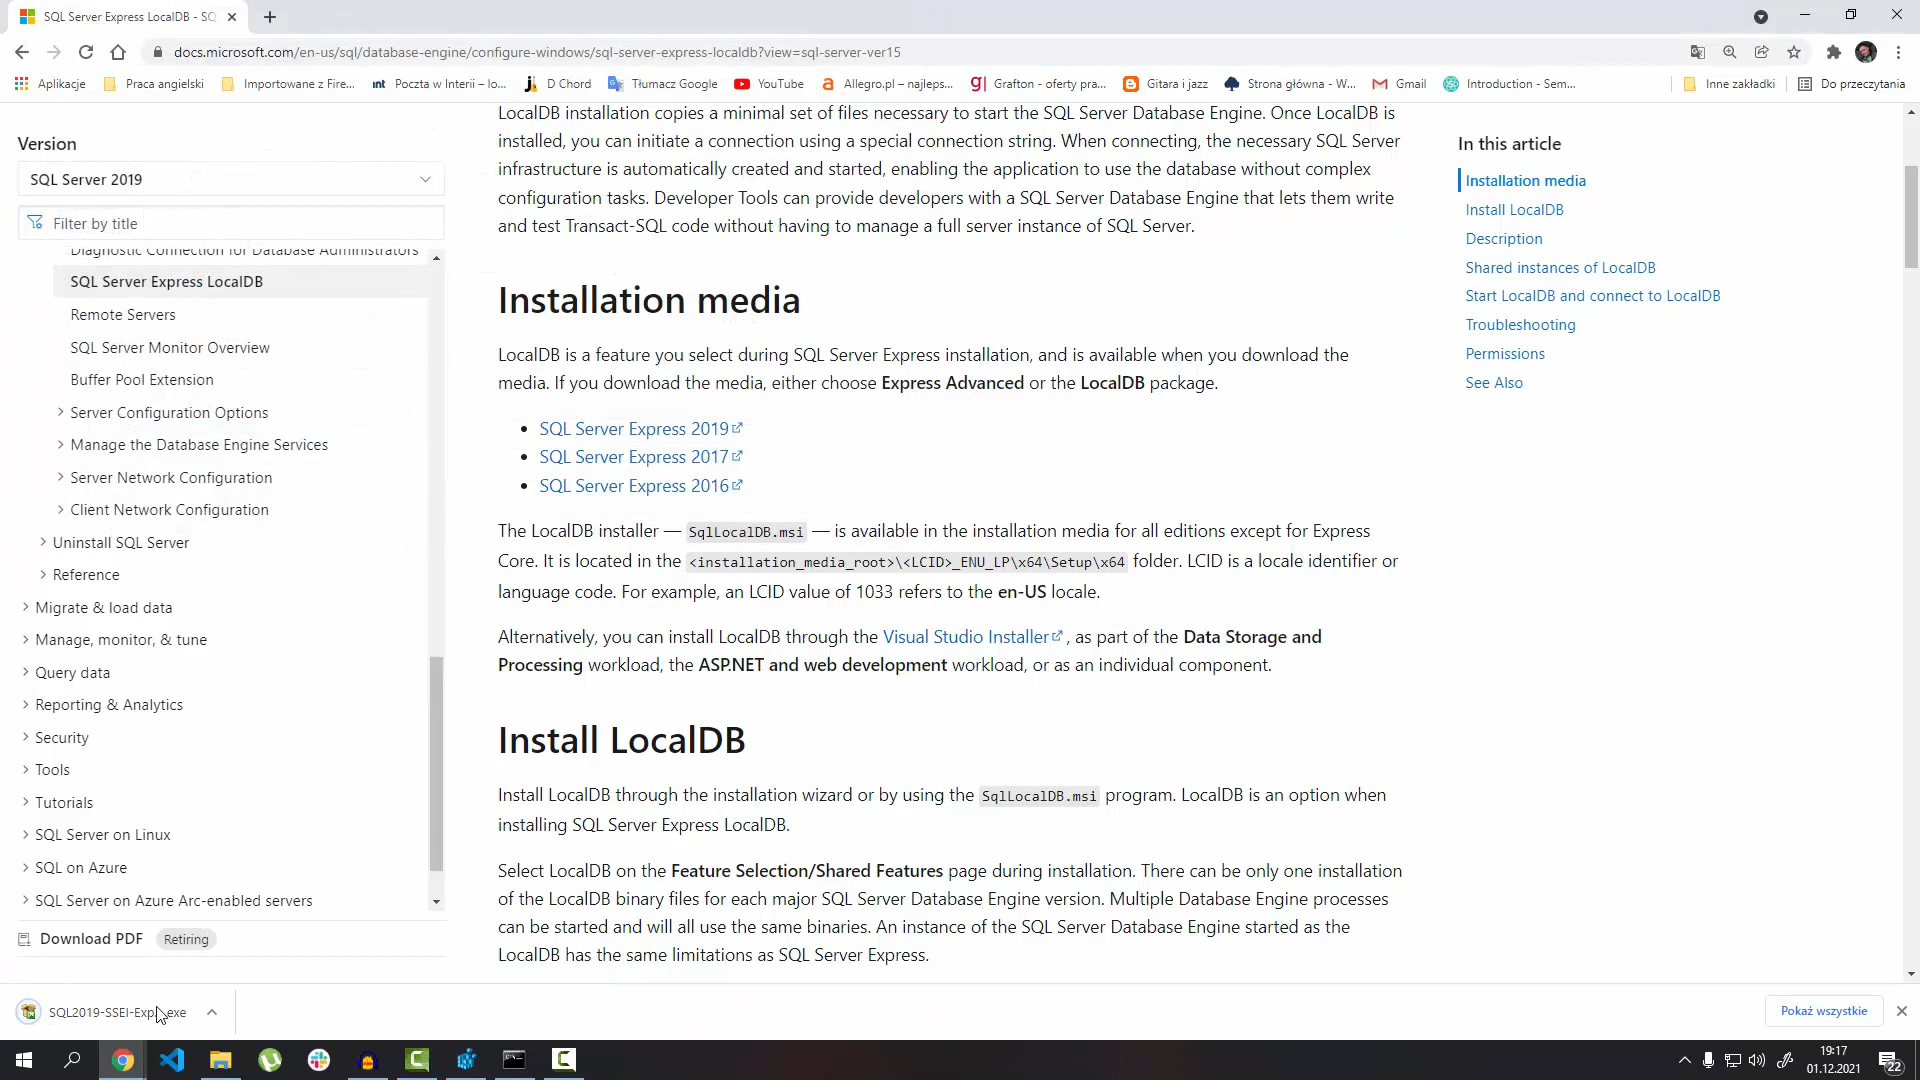 SQL Server Express LocalDB - SQ
docs.microsoft.com/en-us/sql/database-engine/configure-windows/sql-server-express-localdb?view=sql-server-ver15
Aplikacje
Praca angielski
Importowane z Fire...
int
Poczta w Interii – lo...
D Chord
Tłumacz Google
YouTube
a
Allegro.pl – najleps...
g|
Grafton - oferty pra...
Gitara i jazz
Strona główna - W...
Gmail
Introduction - Sem...
Inne zakładki
Do przeczytania
Version
SQL Server 2019
Filter by title
Diagnostic Connection for Database Administrators
SQL Server Express LocalDB
Remote Servers
SQL Server Monitor Overview
Buffer Pool Extension
Server Configuration Options
Manage the Database Engine Services
Server Network Configuration
Client Network Configuration
Uninstall SQL Server
Reference
Migrate & load data
Manage, monitor, & tune
Query data
Reporting & Analytics
Security
Tools
Tutorials
SQL Server on Linux
SQL on Azure
SQL Server on Azure Arc-enabled servers
Download PDF
Retiring
LocalDB installation copies a minimal set of files necessary to start the SQL Server Database Engine. Once LocalDB is
installed, you can initiate a connection using a special connection string. When connecting, the necessary SQL Server
infrastructure is automatically created and started, enabling the application to use the database without complex
configuration tasks. Developer Tools can provide developers with a SQL Server Database Engine that lets them write
and test Transact-SQL code without having to manage a full server instance of SQL Server.
Installation media
LocalDB is a feature you select during SQL Server Express installation, and is available when you download the
media. If you download the media, either choose Express Advanced or the LocalDB package.
SQL Server Express 2019
SQL Server Express 2017
SQL Server Express 2016
The LocalDB installer — SqlLocalDB.msi — is available in the installation media for all editions except for Express
Core. It is located in the <installation_media_root>\<LCID>_ENU_LP\x64\Setup\x64 folder. LCID is a locale identifier or
language code. For example, an LCID value of 1033 refers to the en-US locale.
Alternatively, you can install LocalDB through the Visual Studio Installer, as part of the Data Storage and
Processing workload, the ASP.NET and web development workload, or as an individual component.
Install LocalDB
Install LocalDB through the installation wizard or by using the SqlLocalDB.msi program. LocalDB is an option when
installing SQL Server Express LocalDB.
Select LocalDB on the Feature Selection/Shared Features page during installation. There can be only one installation
of the LocalDB binary files for each major SQL Server Database Engine version. Multiple Database Engine processes
can be started and will all use the same binaries. An instance of the SQL Server Database Engine started as the
LocalDB has the same limitations as SQL Server Express.
In this article
Installation media
Install LocalDB
Description
Shared instances of LocalDB
Start LocalDB and connect to LocalDB
Troubleshooting
Permissions
See Also
Pokaż wszystkie
19:17
01.12.2021
22